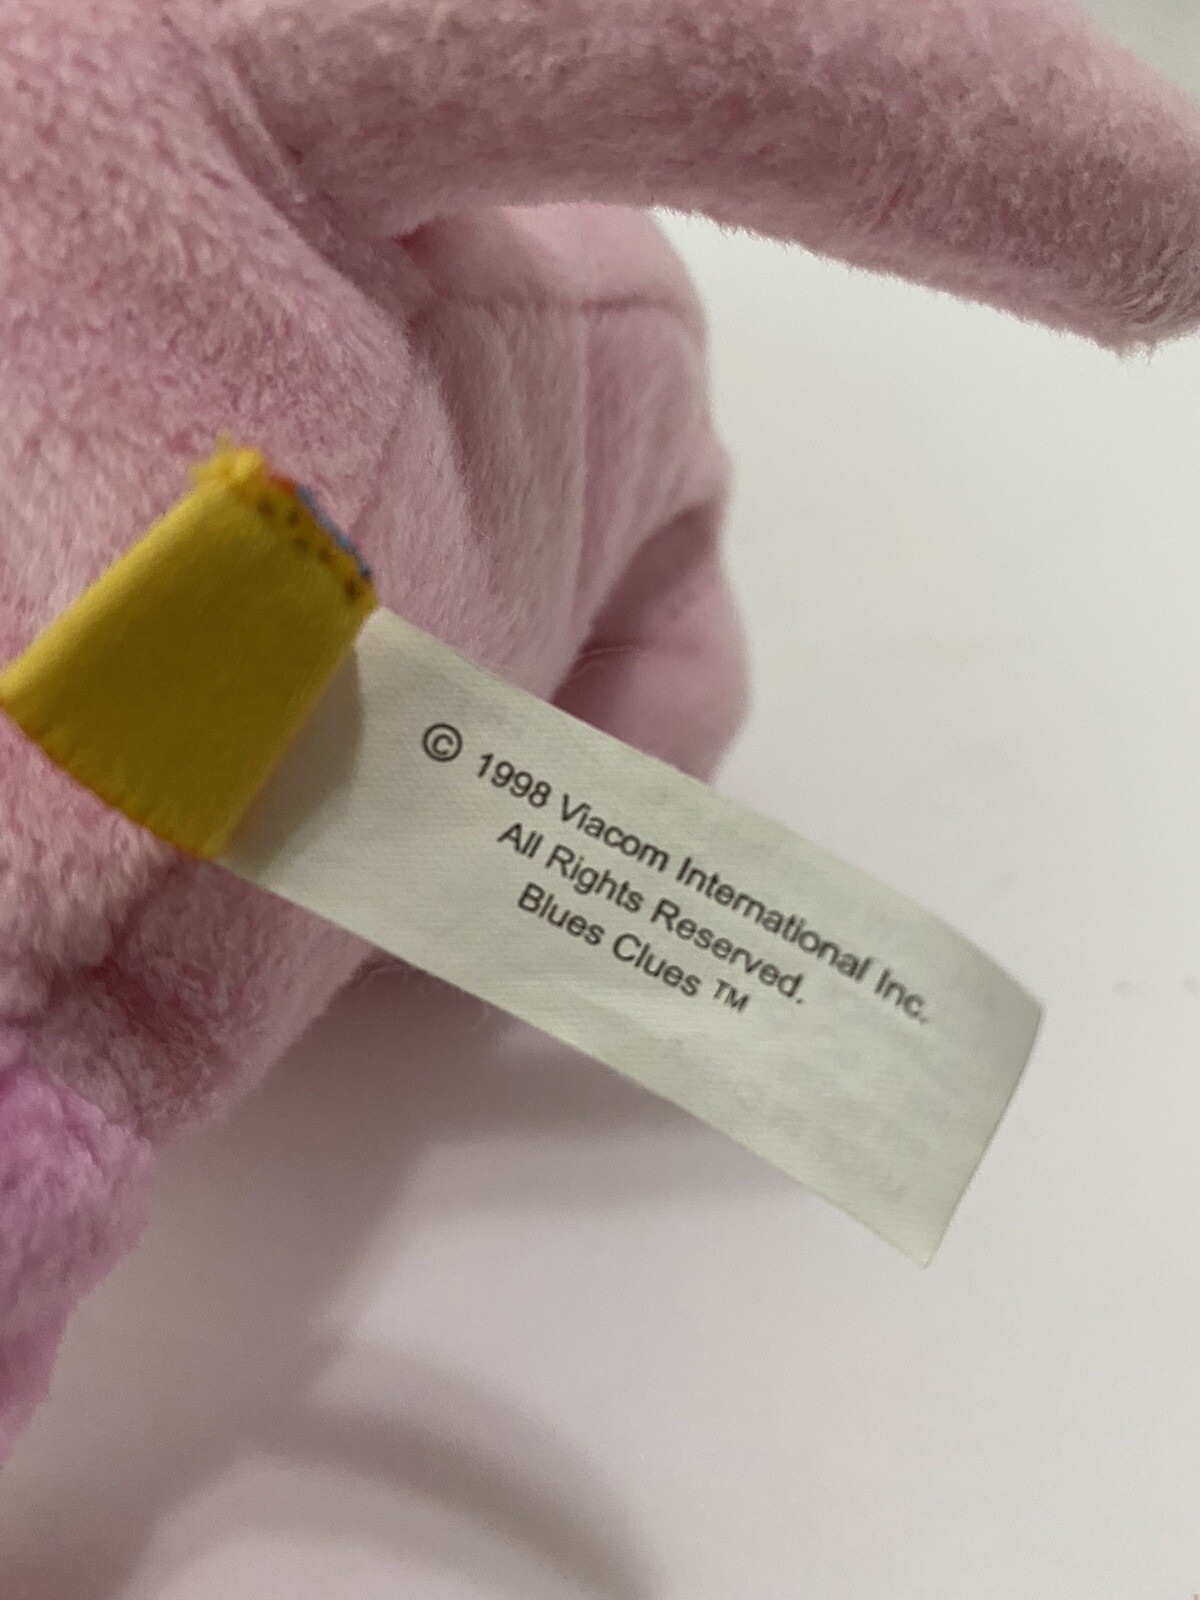 © 1998 Viacom International Inc.
All Rights Reserved.
Blues Clues ™